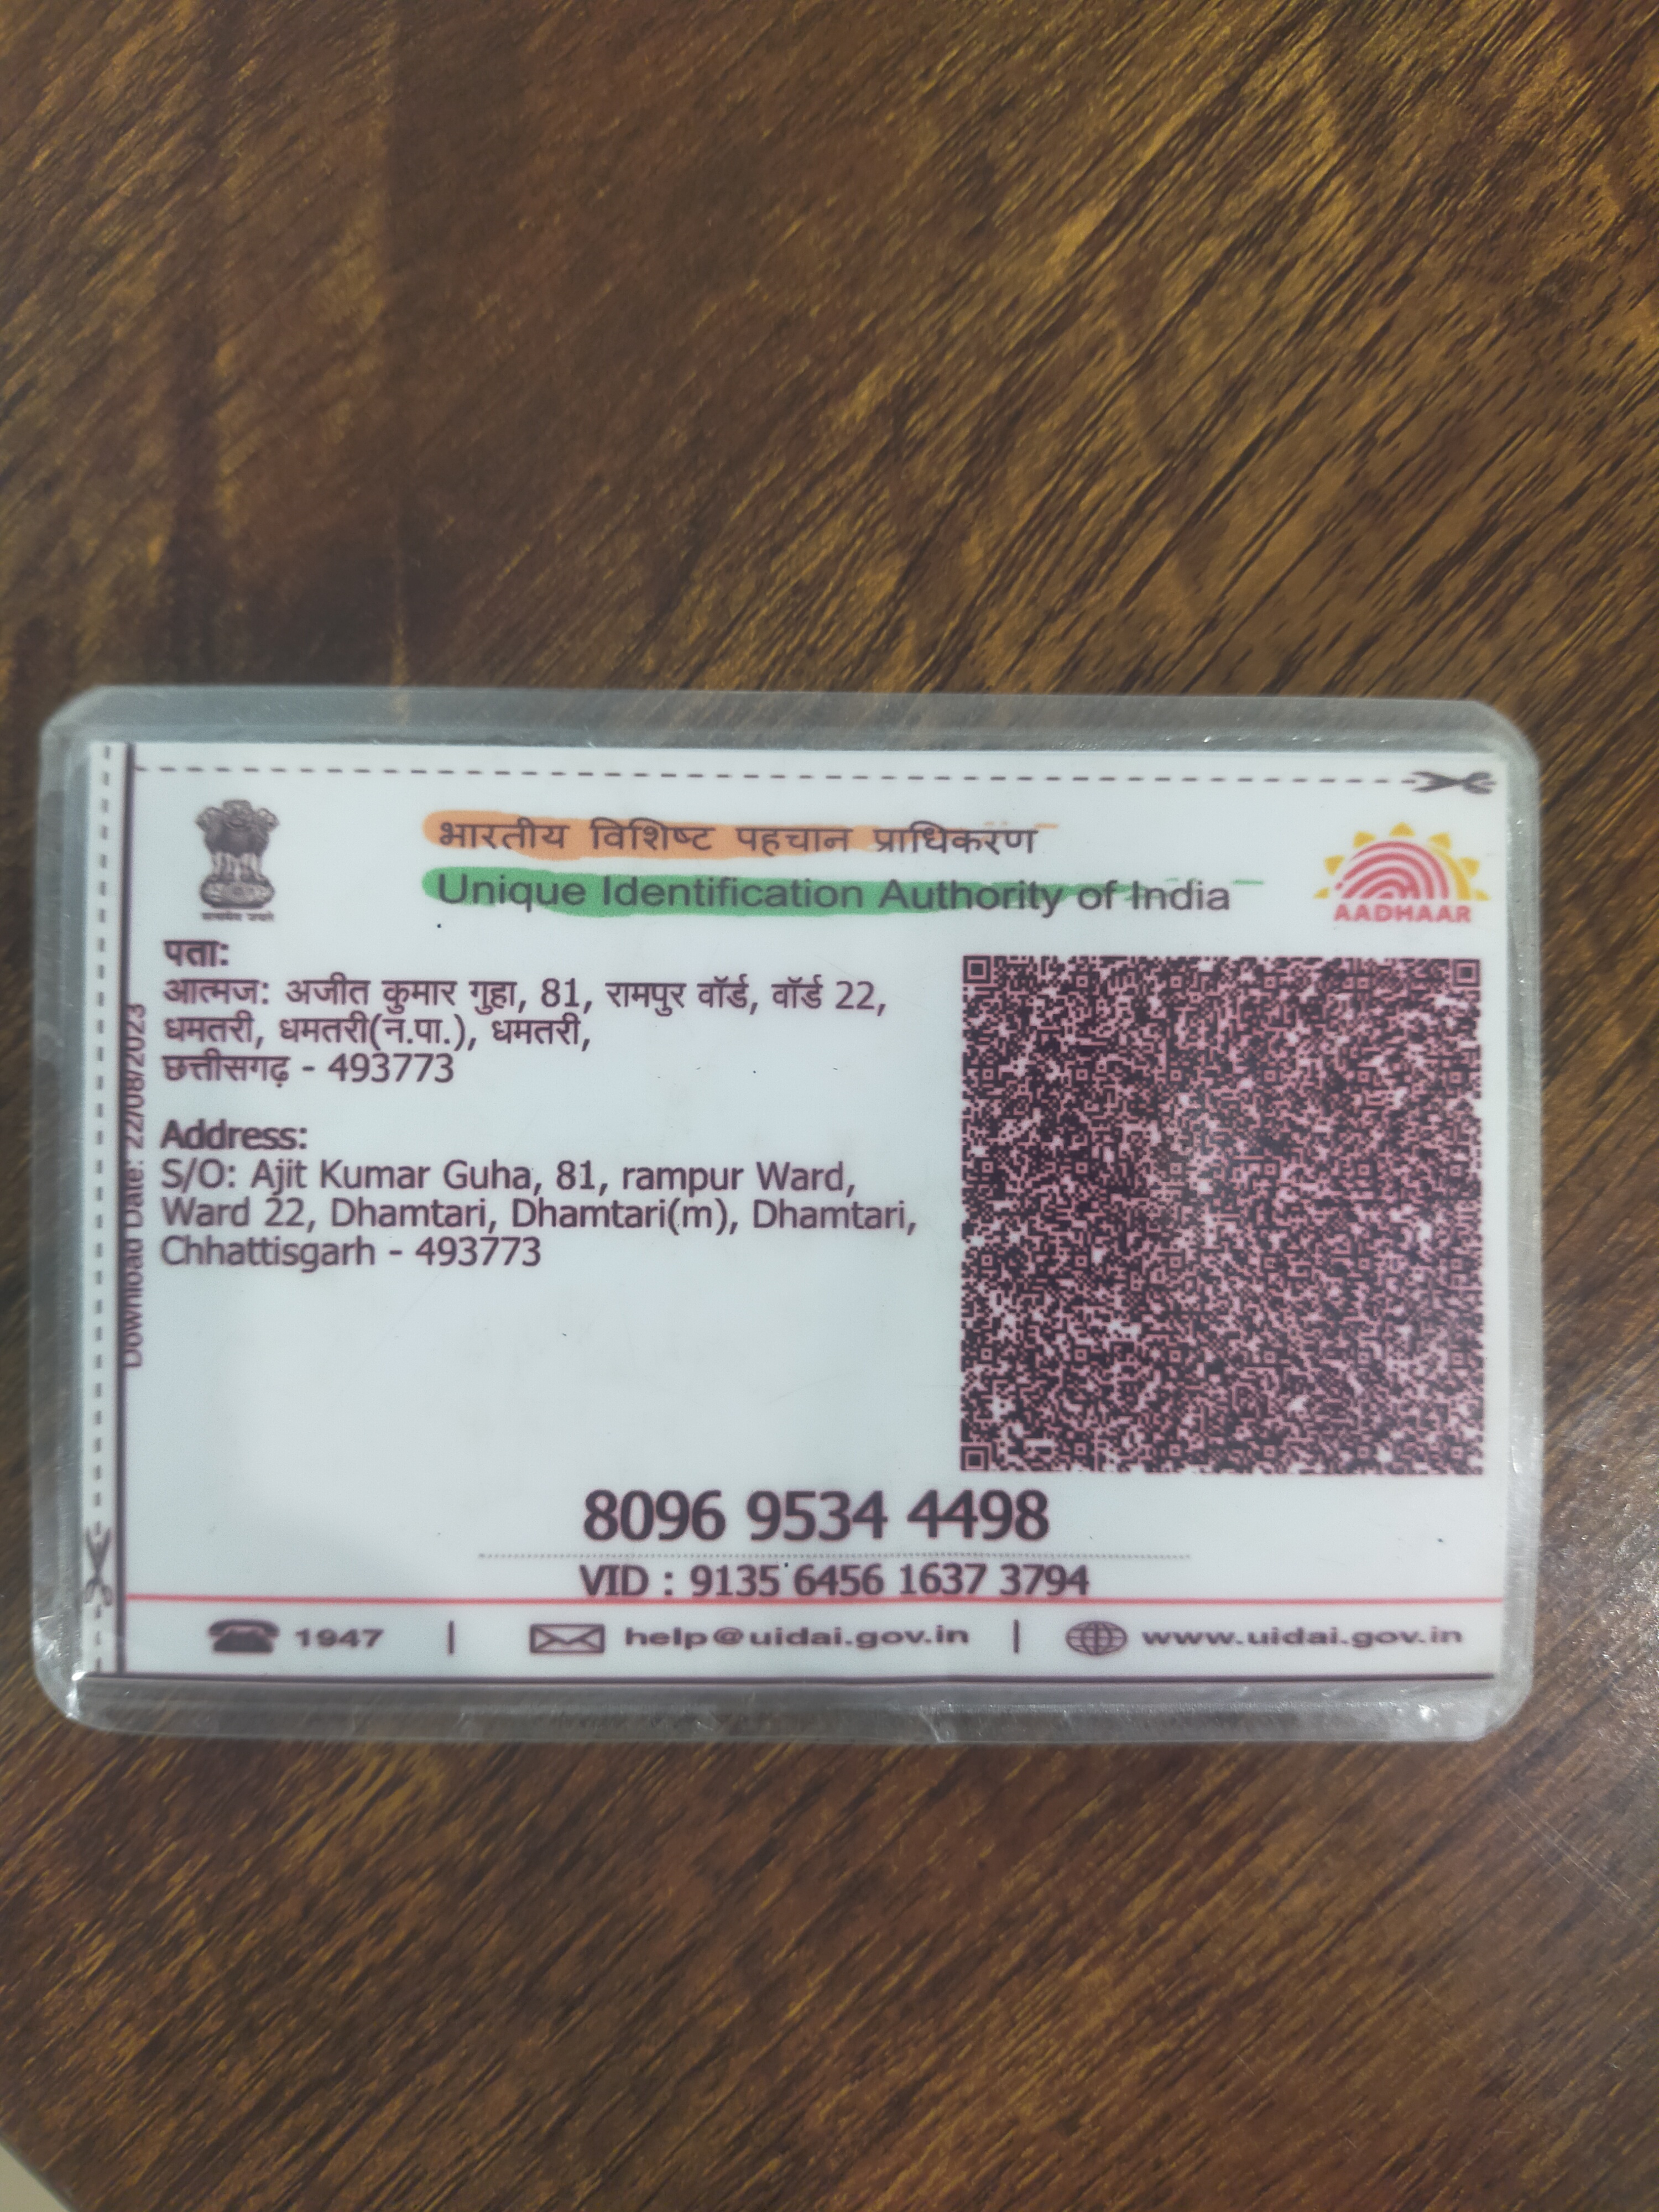 भारतीय विशिष्ट पहचान प्राधिकरण
Unique Identification Authority of India
AADHAAR
पता:
आत्मज: अजीत कुमार गुहा, 81, रामपुर वॉर्ड, वॉर्ड 22,
धमतरी, धमतरी(न.पा.), धमतरी,
छत्तीसगढ़ - 493773
Address:
S/O: Ajit Kumar Guha, 81, rampur Ward,
Ward 22, Dhamtari, Dhamtari(m), Dhamtari,
Chhattisgarh - 493773
Download Date: 22/08/2023
8096 9534 4498
VID : 9135 6456 1637 3794
1947 | help@uidai.gov.in | www.uidai.gov.in